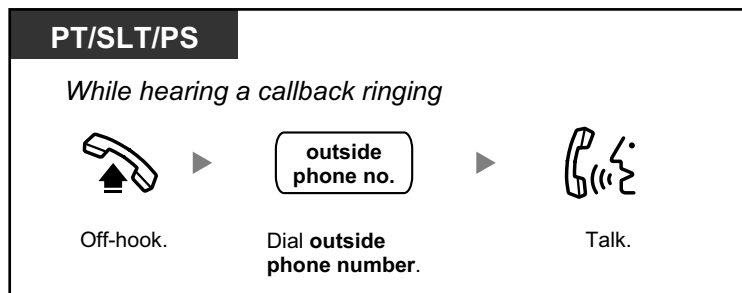 PT/SLT/PS
While hearing a callback ringing
outside
phone no.
Off-hook.
Dial outside
phone number.
Talk.